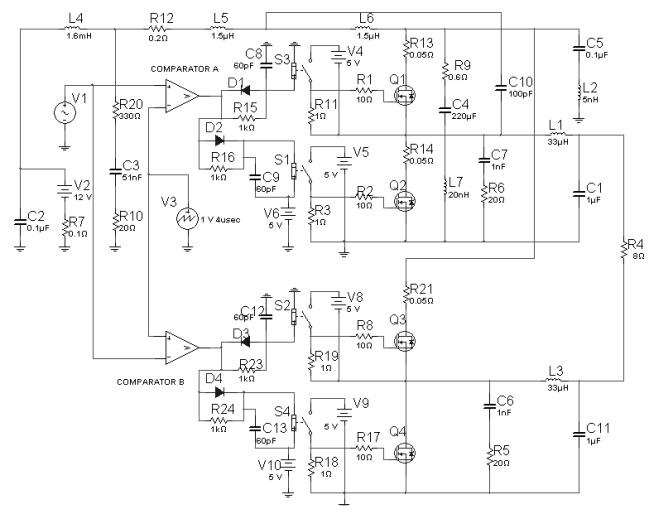 L4
1.6mH
R12
0.2Ω
L5
1.5µH
L6
1.5µH
C8
60pF
S3
V4
5 V
R13
0.05Ω
C5
0.1µF
COMPARATOR A
D1
R1
10Ω
Q1
R9
0.6Ω
C10
100pF
L2
5nH
V1
R20
330Ω
R15
1kΩ
R11
1Ω
C4
220µF
D2
R16
1kΩ
S1
V5
5 V
R14
0.05Ω
L1
33µH
C7
1nF
C3
51nF
V2
12 V
C9
60pF
R2
10Ω
Q2
L7
20nH
R6
20Ω
C1
1µF
V3
1 V 4usec
V6
5 V
R3
1Ω
C2
0.1µF
R7
0.1Ω
R10
20Ω
R4
8Ω
C12
60pF
S2
V8
5 V
R21
0.05Ω
D3
R8
10Ω
Q3
COMPARATOR B
R23
1kΩ
R19
1Ω
D4
R24
1kΩ
S4
V9
5 V
L3
33µH
C6
1nF
C13
60pF
R17
10Ω
Q4
C11
1µF
V10
5 V
R18
1Ω
R5
20Ω